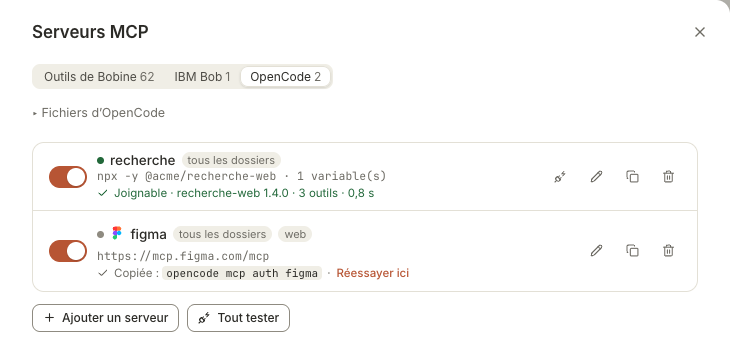 Serveurs MCP
Outils de Bobine 62 IBM Bob 1 OpenCode 2
Fichiers d’OpenCode
recherche tous les dossiers
npx -y @acme/recherche-web · 1 variable(s)
Joignable · recherche-web 1.4.0 · 3 outils · 0,8 s
figma tous les dossiers web
https://mcp.figma.com/mcp
Copiée : opencode mcp auth figma · Réessayer ici
Ajouter un serveur Tout tester